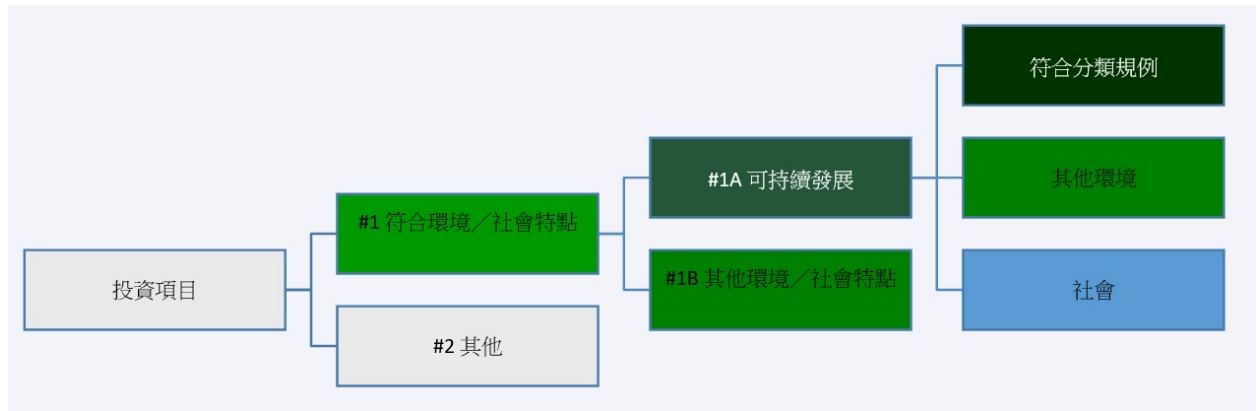 投資項目
#1 符合環境／社會特點
#2 其他
#1A 可持續發展
#1B 其他環境／社會特點
符合分類規例
其他環境
社會